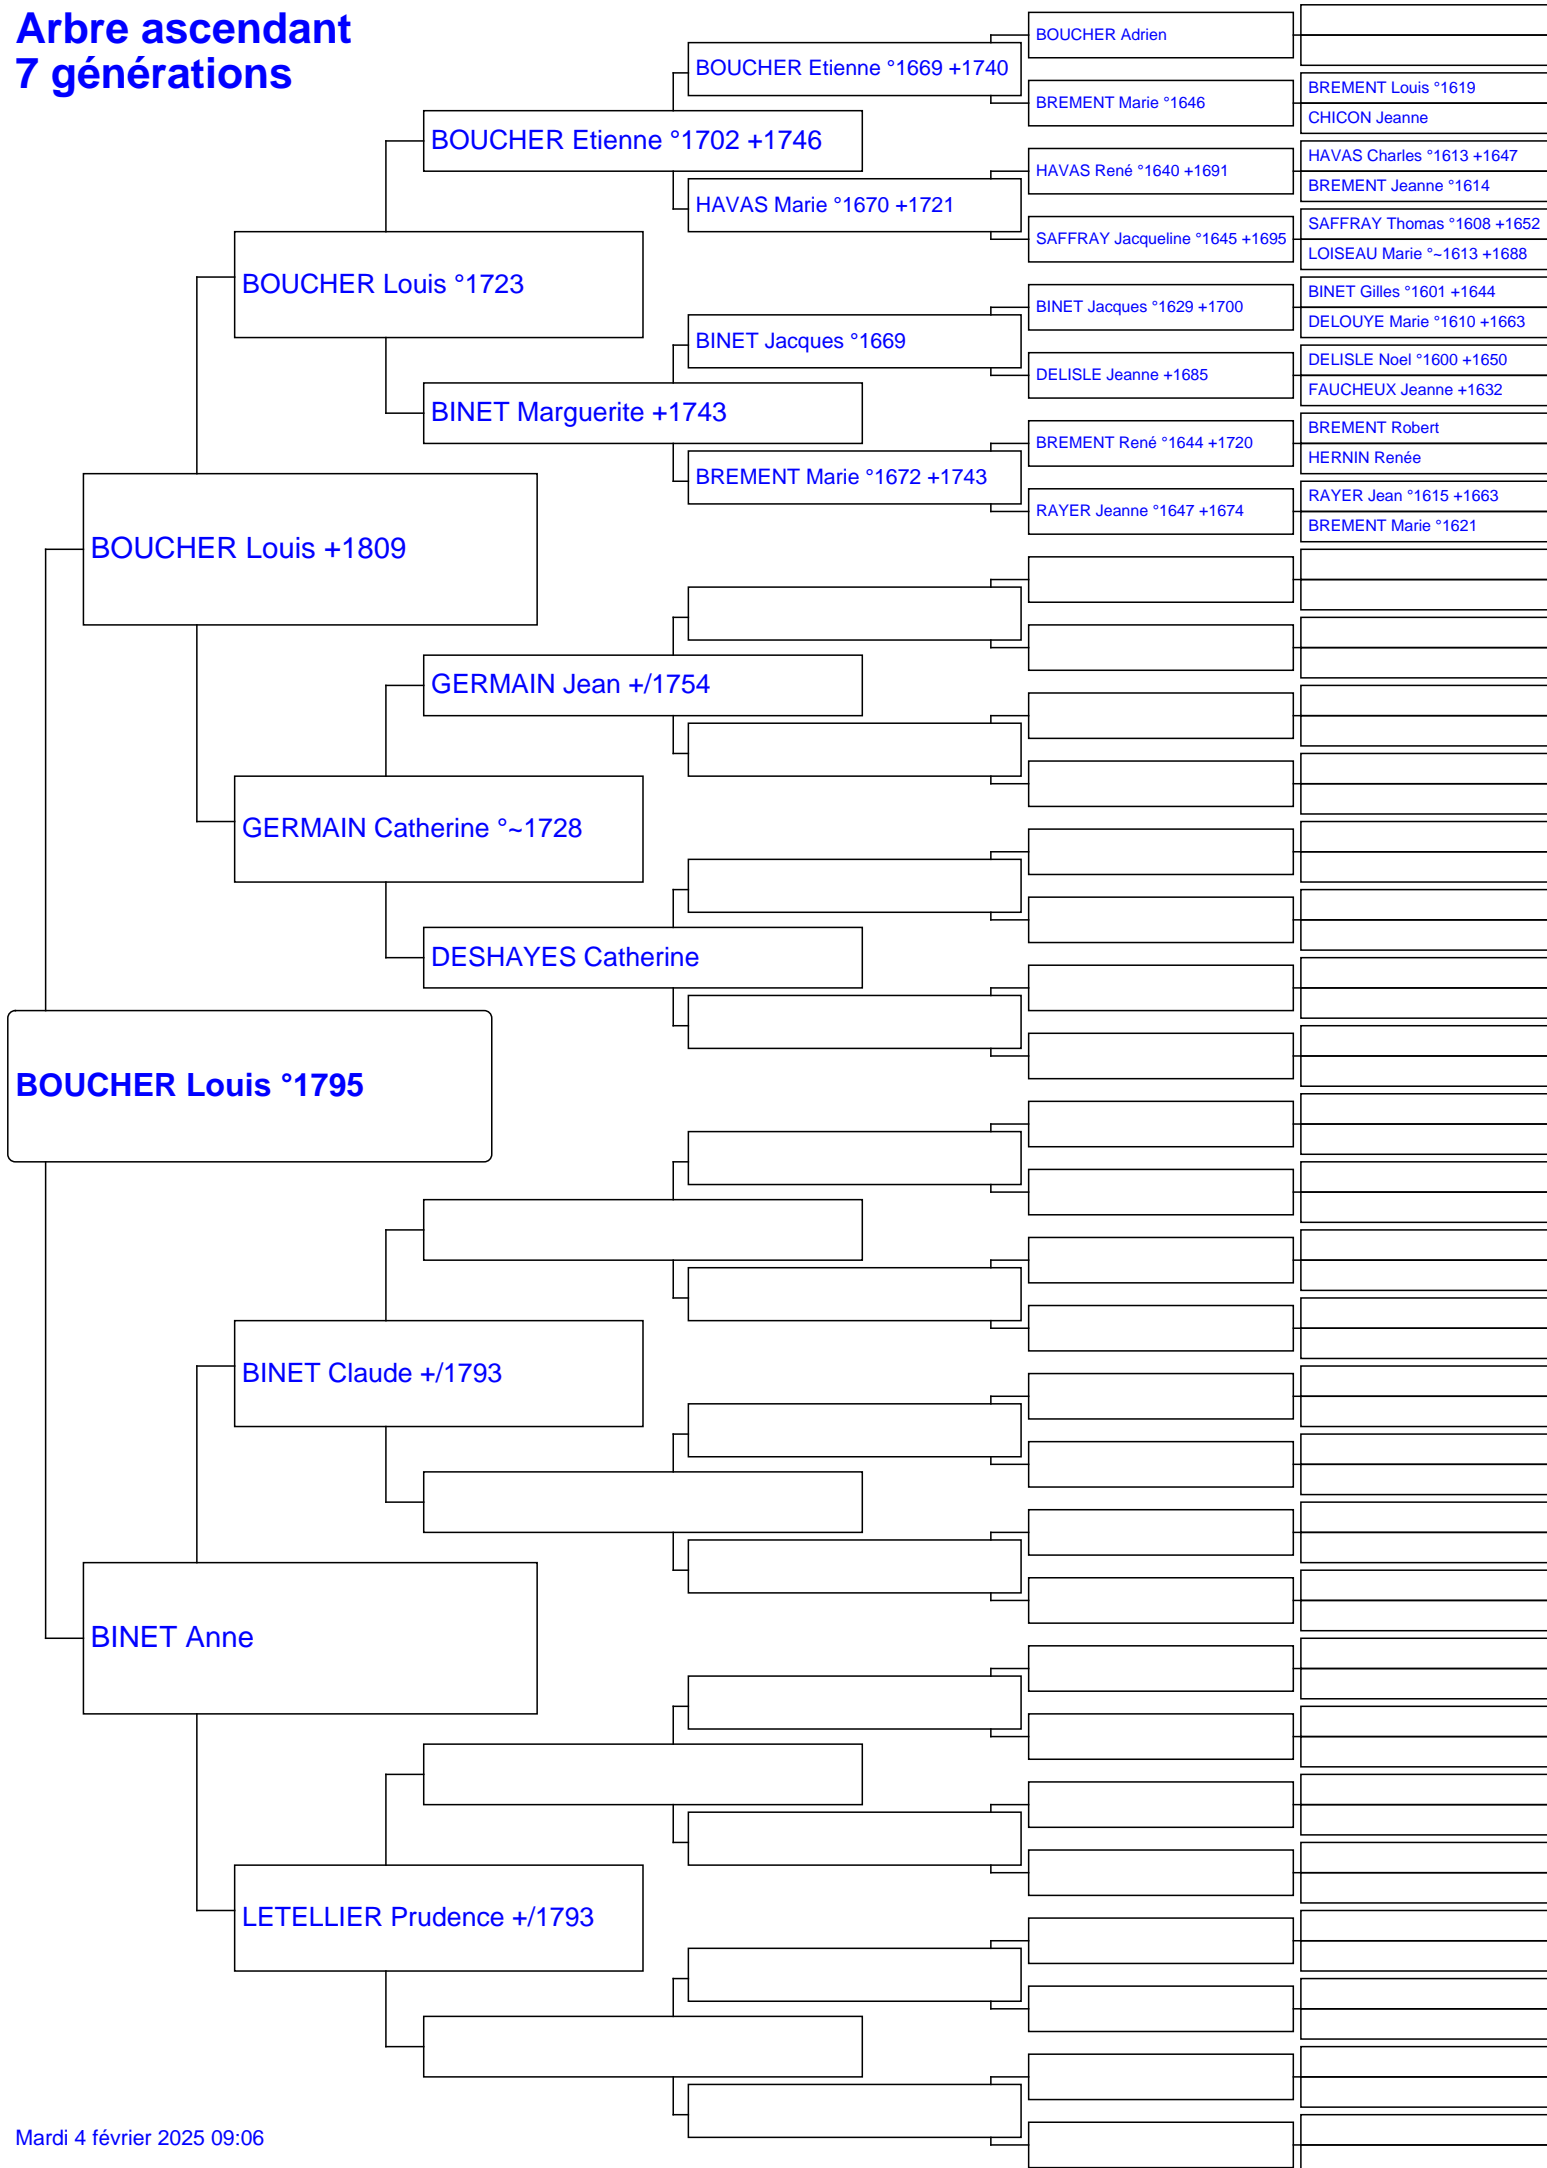 Arbre ascendant
7 générations
BOUCHER Louis °1795
BOUCHER Louis +1809
BINET Anne
BOUCHER Louis °1723
GERMAIN Catherine °~1728
BINET Claude +/1793
LETELLIER Prudence +/1793
BOUCHER Etienne °1702 +1746
BINET Marguerite +1743
GERMAIN Jean +/1754
DESHAYES Catherine
BOUCHER Etienne °1669 +1740
HAVAS Marie °1670 +1721
BINET Jacques °1669
BREMENT Marie °1672 +1743
BOUCHER Adrien
BREMENT Marie °1646
HAVAS René °1640 +1691
SAFFRAY Jacqueline °1645 +1695
BINET Jacques °1629 +1700
DELISLE Jeanne +1685
BREMENT René °1644 +1720
RAYER Jeanne °1647 +1674
BREMENT Louis °1619
CHICON Jeanne
HAVAS Charles °1613 +1647
BREMENT Jeanne °1614
SAFFRAY Thomas °1608 +1652
LOISEAU Marie °~1613 +1688
BINET Gilles °1601 +1644
DELOUYE Marie °1610 +1663
DELISLE Noel °1600 +1650
FAUCHEUX Jeanne +1632
BREMENT Robert
HERNIN Renée
RAYER Jean °1615 +1663
BREMENT Marie °1621
Mardi 4 février 2025 09:06